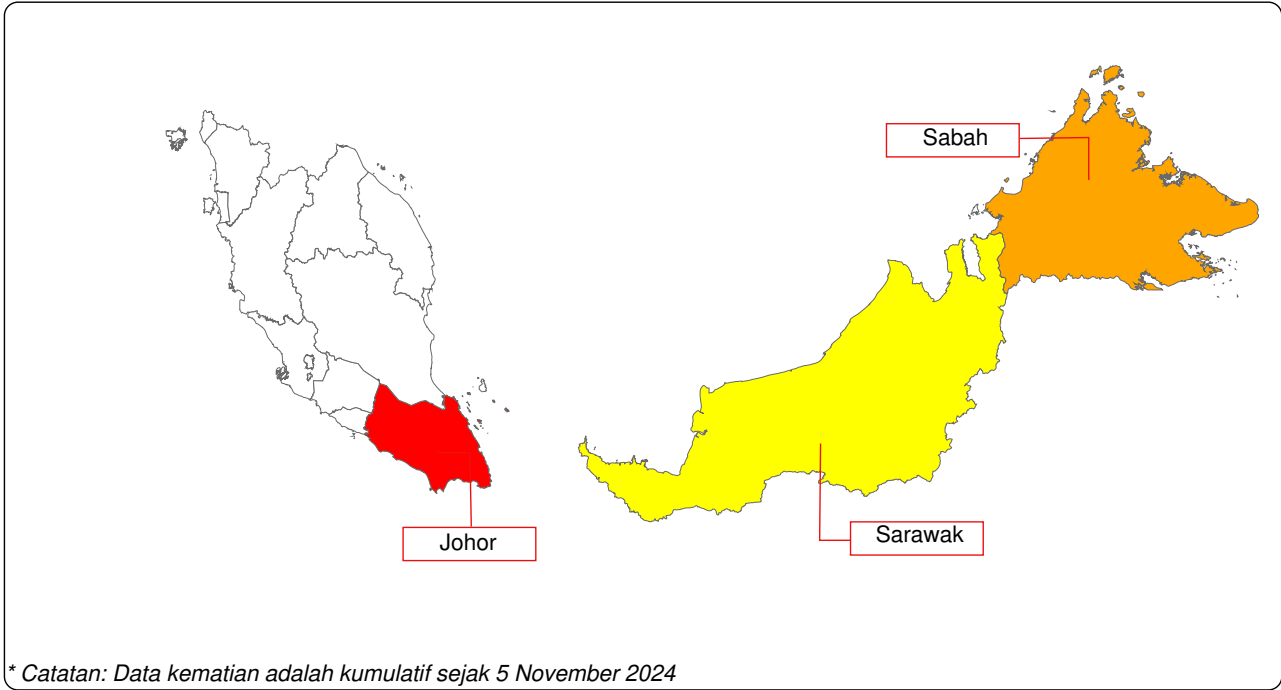 Sabah
Johor
Sarawak
* Catatan: Data kematian adalah kumulatif sejak 5 November 2024